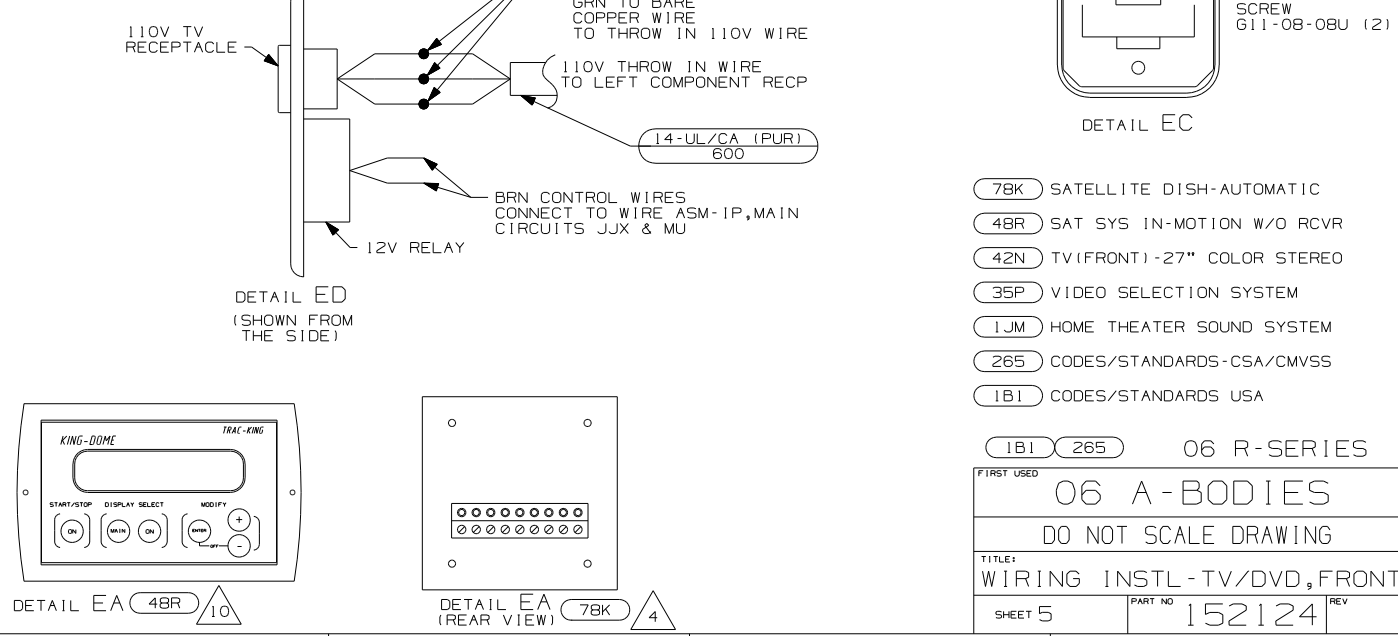 GRN TO BARE
COPPER WIRE
TO THROW IN 110V WIRE
110V TV
RECEPTACLE
110V THROW IN WIRE
TO LEFT COMPONENT RECP
14-UL/CA (PUR)
600
BRN CONTROL WIRES
CONNECT TO WIRE ASM-IP,MAIN
CIRCUITS JJX & MU
12V RELAY
DETAIL ED
(SHOWN FROM
THE SIDE)
SCREW
G11-08-08U (2)
DETAIL EC
78K SATELLITE DISH-AUTOMATIC
48R SAT SYS IN-MOTION W/O RCVR
42N TV(FRONT)-27" COLOR STEREO
35P VIDEO SELECTION SYSTEM
1JM HOME THEATER SOUND SYSTEM
265 CODES/STANDARDS-CSA/CMVSS
1B1 CODES/STANDARDS USA
1B1 265 06 R-SERIES
FIRST USED
06 A-BODIES
DO NOT SCALE DRAWING
TITLE:
WIRING INSTL-TV/DVD,FRONT
SHEET 5
PART NO 152124
REV
KING-DOME
TRAC-KING
START/STOP DISPLAY SELECT MODIFY
ON MAIN ON ENTER + -
OFF
DETAIL EA 48R 10
DETAIL EA
(REAR VIEW)
78K 4